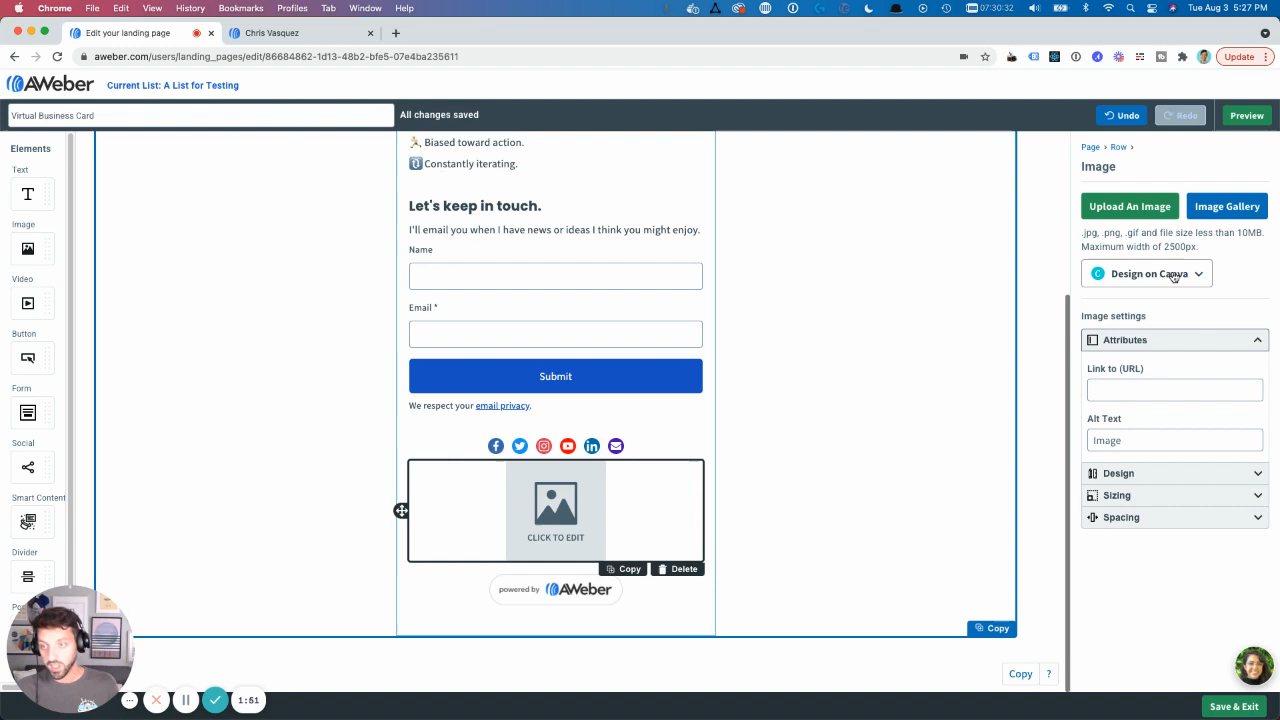 Chrome File Edit View History Bookmarks Profiles Tab Window Help
07:30:32
Tue Aug 3 5:27 PM
Edit your landing page
Chris Vasquez
aweber.com/users/landing_pages/edit/86684862-1d13-48b2-bfe5-07e4ba235611
Update
AWeber
Current List: A List for Testing
Virtual Business Card
All changes saved
Undo
Redo
Preview
Elements
Text
Image
Video
Button
Form
Social
Smart Content
Divider
Biased toward action.
Constantly iterating.
Let's keep in touch.
I'll email you when I have news or ideas I think you might enjoy.
Name
Email *
Submit
We respect your email privacy.
CLICK TO EDIT
Copy
Delete
powered by AWeber
Copy
Copy
?
Page › Row ›
Image
Upload An Image
Image Gallery
.jpg, .png, .gif and file size less than 10MB.
Maximum width of 2500px.
C Design on Canva
Image settings
Attributes
Link to (URL)
Alt Text
Image
Design
Sizing
Spacing
1:51
Save & Exit